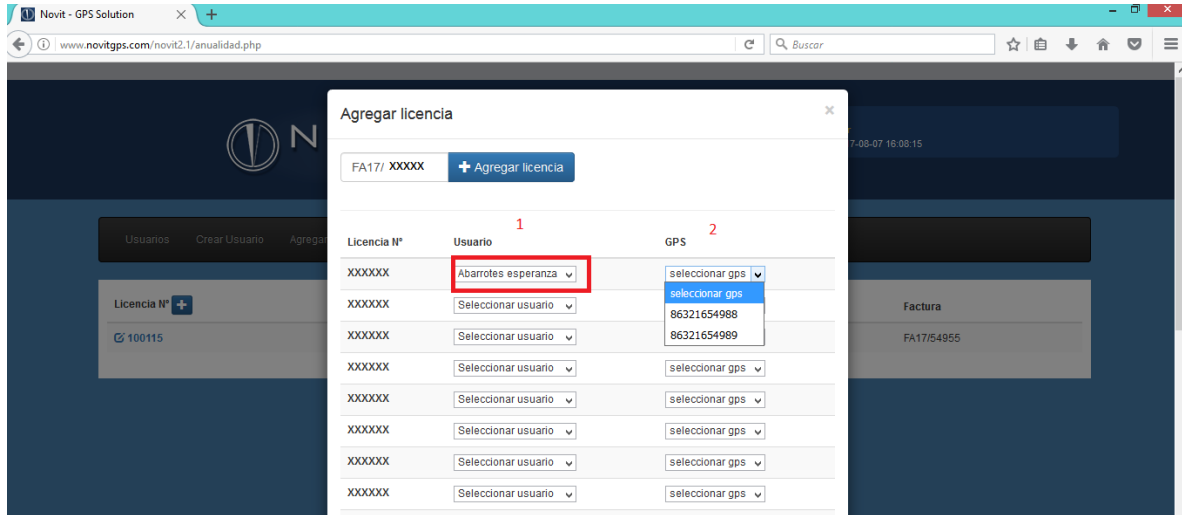 Novit - GPS Solution
www.novitgps.com/novit2.1/anualidad.php
Buscar
N
7-08-07 16:08:15
Agregar licencia
FA17/ XXXXX
Agregar licencia
Usuarios Crear Usuario Agregar
1 2
Licencia N° Usuario GPS
XXXXXX Abarrotes esperanza seleccionar gps
seleccionar gps
86321654988
86321654989
XXXXXX Seleccionar usuario
XXXXXX Seleccionar usuario
XXXXXX Seleccionar usuario seleccionar gps
XXXXXX Seleccionar usuario seleccionar gps
XXXXXX Seleccionar usuario seleccionar gps
XXXXXX Seleccionar usuario seleccionar gps
XXXXXX Seleccionar usuario seleccionar gps
Licencia N° Factura
100115 FA17/54955